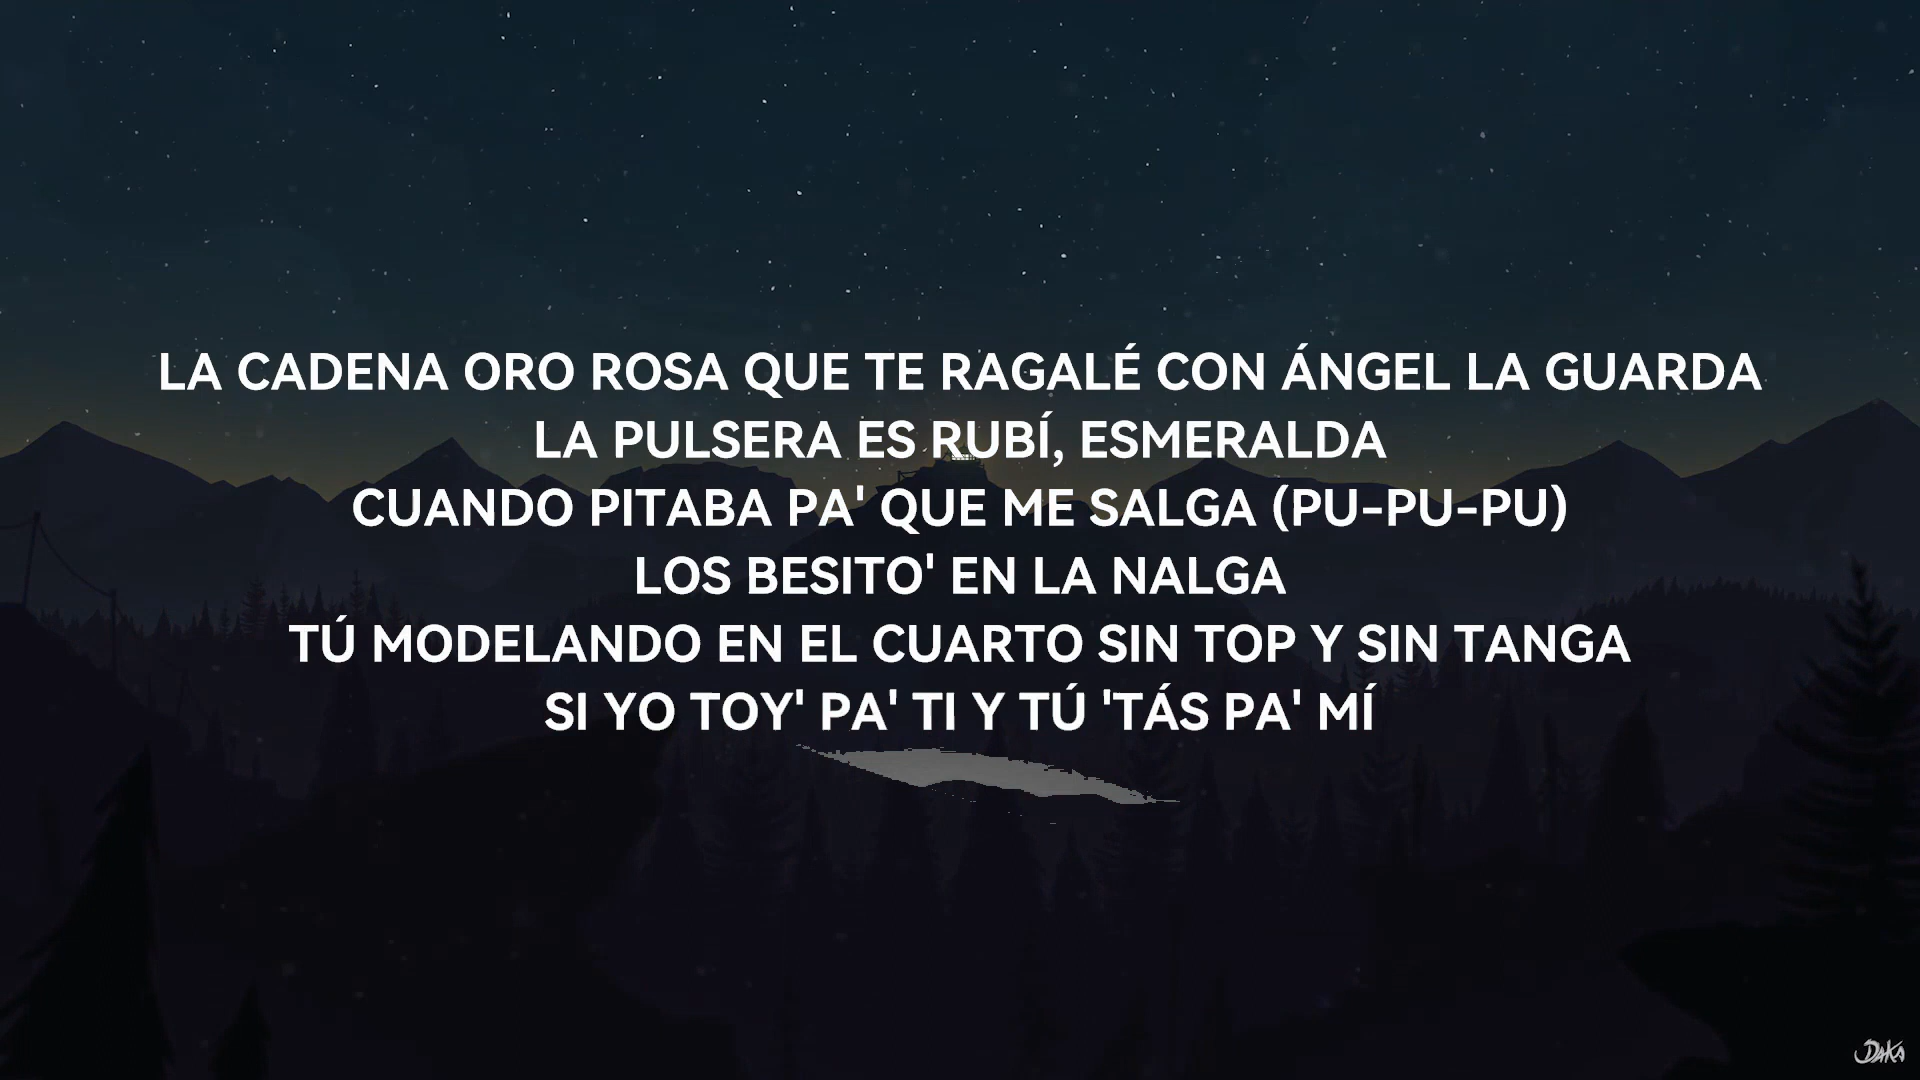 LA CADENA ORO ROSA QUE TE RAGALÉ CON ÁNGEL LA GUARDA
LA PULSERA ES RUBÍ, ESMERALDA
CUANDO PITABA PA' QUE ME SALGA (PU-PU-PU)
LOS BESITO' EN LA NALGA
TÚ MODELANDO EN EL CUARTO SIN TOP Y SIN TANGA
SI YO TOY' PA' TI Y TÚ 'TÁS PA' MÍ
DAKA